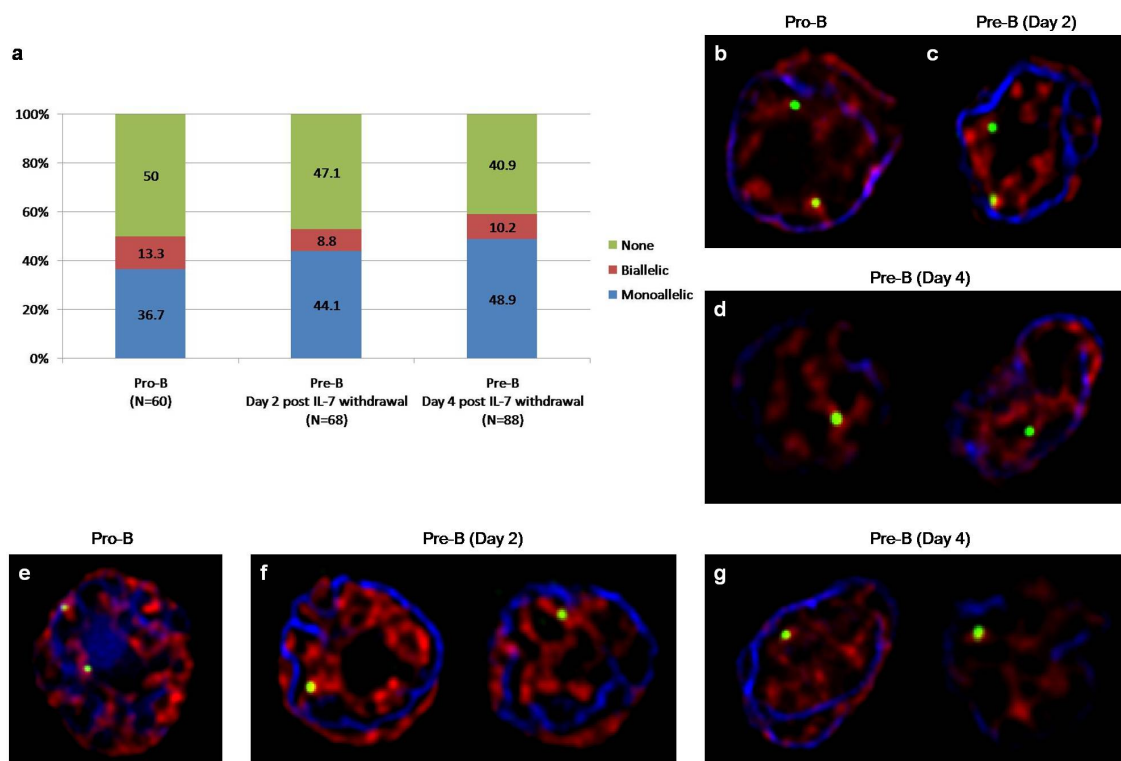 a
100%
80%
60%
40%
20%
0%
50
13.3
36.7
47.1
8.8
44.1
40.9
10.2
48.9
Pro-B
(N=60)
Pre-B
Day 2 post IL-7 withdrawal
(N=68)
Pre-B
Day 4 post IL-7 withdrawal
(N=88)
None
Biallelic
Monoallelic
Pro-B
Pre-B (Day 2)
b
c
Pre-B (Day 4)
d
Pro-B
e
Pre-B (Day 2)
f
Pre-B (Day 4)
g